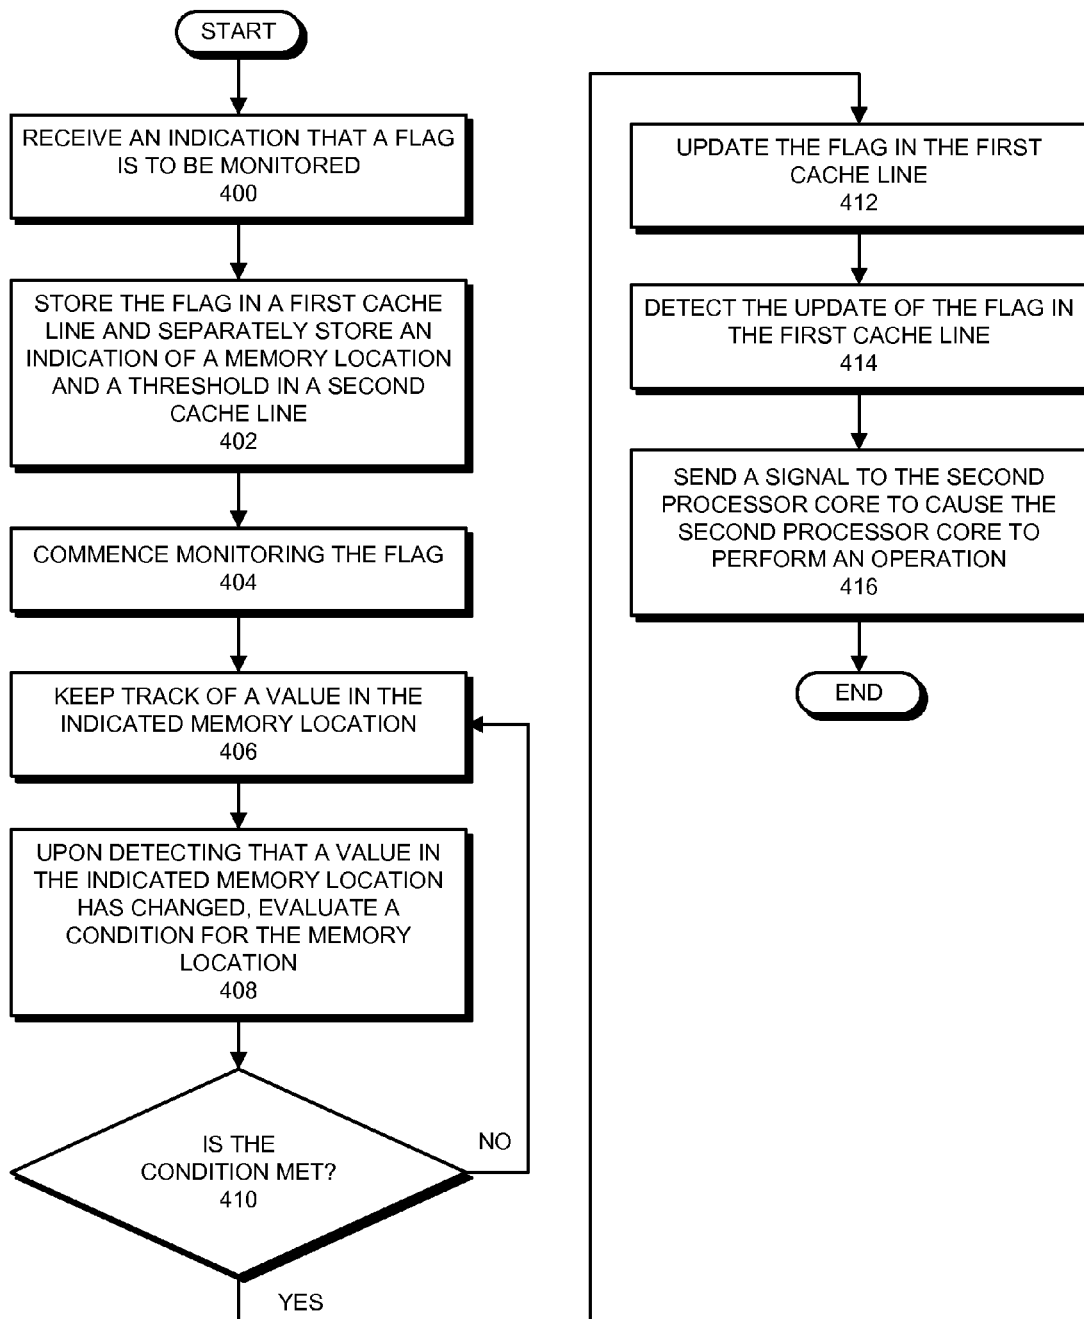 START
RECEIVE AN INDICATION THAT A FLAG
IS TO BE MONITORED
400
STORE THE FLAG IN A FIRST CACHE
LINE AND SEPARATELY STORE AN
INDICATION OF A MEMORY LOCATION
AND A THRESHOLD IN A SECOND
CACHE LINE
402
COMMENCE MONITORING THE FLAG
404
KEEP TRACK OF A VALUE IN THE
INDICATED MEMORY LOCATION
406
UPON DETECTING THAT A VALUE IN
THE INDICATED MEMORY LOCATION
HAS CHANGED, EVALUATE A
CONDITION FOR THE MEMORY
LOCATION
408
IS THE
CONDITION MET?
410
NO
YES
UPDATE THE FLAG IN THE FIRST
CACHE LINE
412
DETECT THE UPDATE OF THE FLAG IN
THE FIRST CACHE LINE
414
SEND A SIGNAL TO THE SECOND
PROCESSOR CORE TO CAUSE THE
SECOND PROCESSOR CORE TO
PERFORM AN OPERATION
416
END